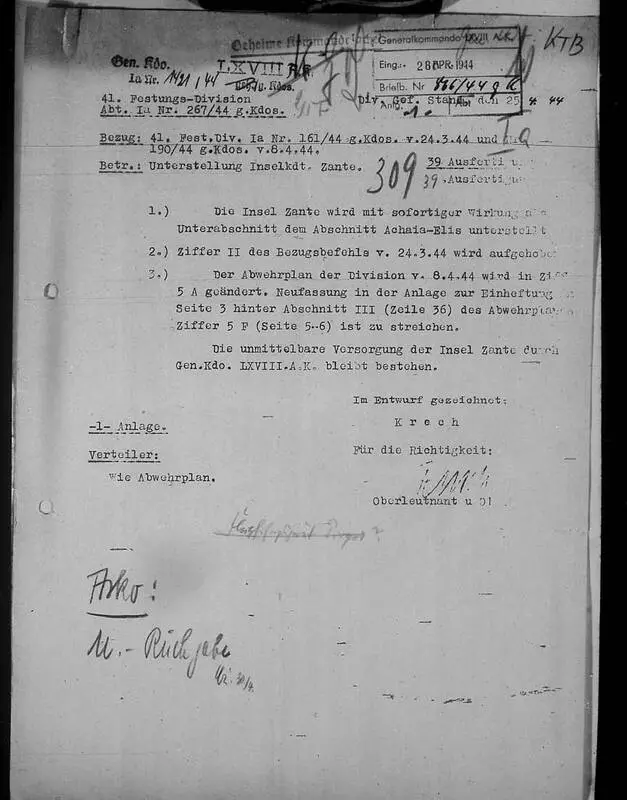 Geheime Kommandosache
Gen. Kdo.
LXVIII A.K.
Ia Nr. 1421/44 g. Kdos.
Generalkommando LXVIII A.K.
Eing.: 28 APR. 1944
Briefb. Nr 466/44 g K
Anlg. 1
KTB
41. Festungs-Division
Abt. Ia Nr. 267/44 g.Kdos.
Div. Gef. Stand, den 25.4.44
Bezug: 41. Fest.Div. Ia Nr. 161/44 g.Kdos. v.24.3.44 und
190/44 g.Kdos. v.8.4.44.
Betr.: Unterstellung Inselkdt. Zante.
309
39 Ausfertigungen
39. Ausfertigung
1.) Die Insel Zante wird mit sofortiger Wirkung als
Unterabschnitt dem Abschnitt Achaia-Elis unterstellt
2.) Ziffer II des Bezugsbefehls v. 24.3.44 wird aufgehoben
3.) Der Abwehrplan der Division v. 8.4.44 wird in Ziff.
5 A geändert. Neufassung in der Anlage zur Einheftung
Seite 3 hinter Abschnitt III (Zeile 36) des Abwehrplanes
Ziffer 5 F (Seite 5-6) ist zu streichen.
Die unmittelbare Versorgung der Insel Zante durch
Gen.Kdo. LXVIII.A.K. bleibt bestehen.
Im Entwurf gezeichnet:
Krech
-1- Anlage.
Für die Richtigkeit:
Verteiler:
Wie Abwehrplan.
Oberleutnant u O1
Arko:
U.- Rückgabe